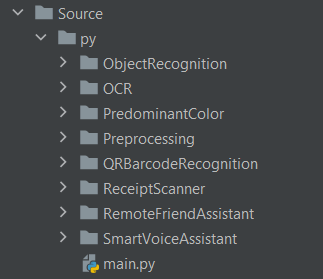 Source
py
ObjectRecognition
OCR
PredominantColor
Preprocessing
QRBarcodeRecognition
ReceiptScanner
RemoteFriendAssistant
SmartVoiceAssistant
main.py